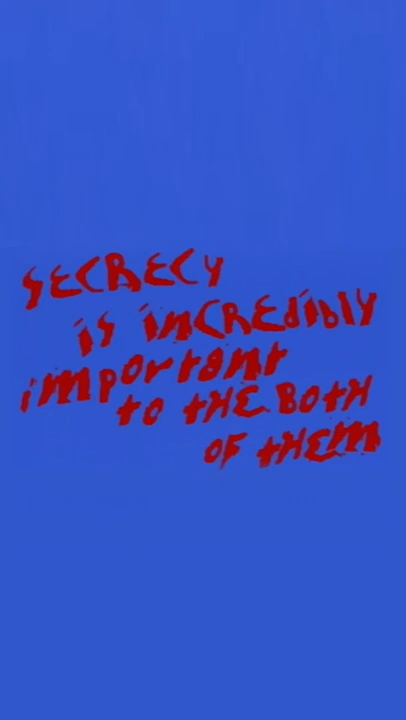 SECRECY
is inCREdiblY
important
to tHE BotH
OF tHEm